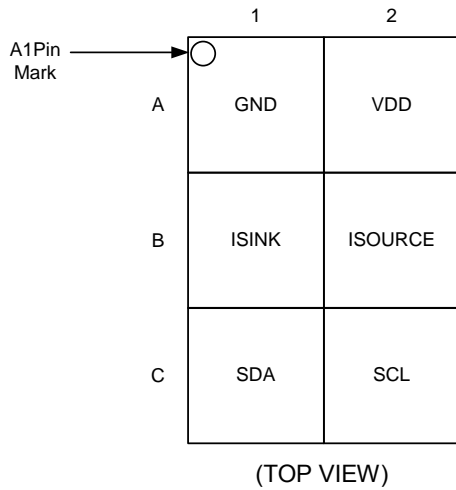 1 2
A1Pin
Mark
A GND VDD
B ISINK ISOURCE
C SDA SCL
(TOP VIEW)